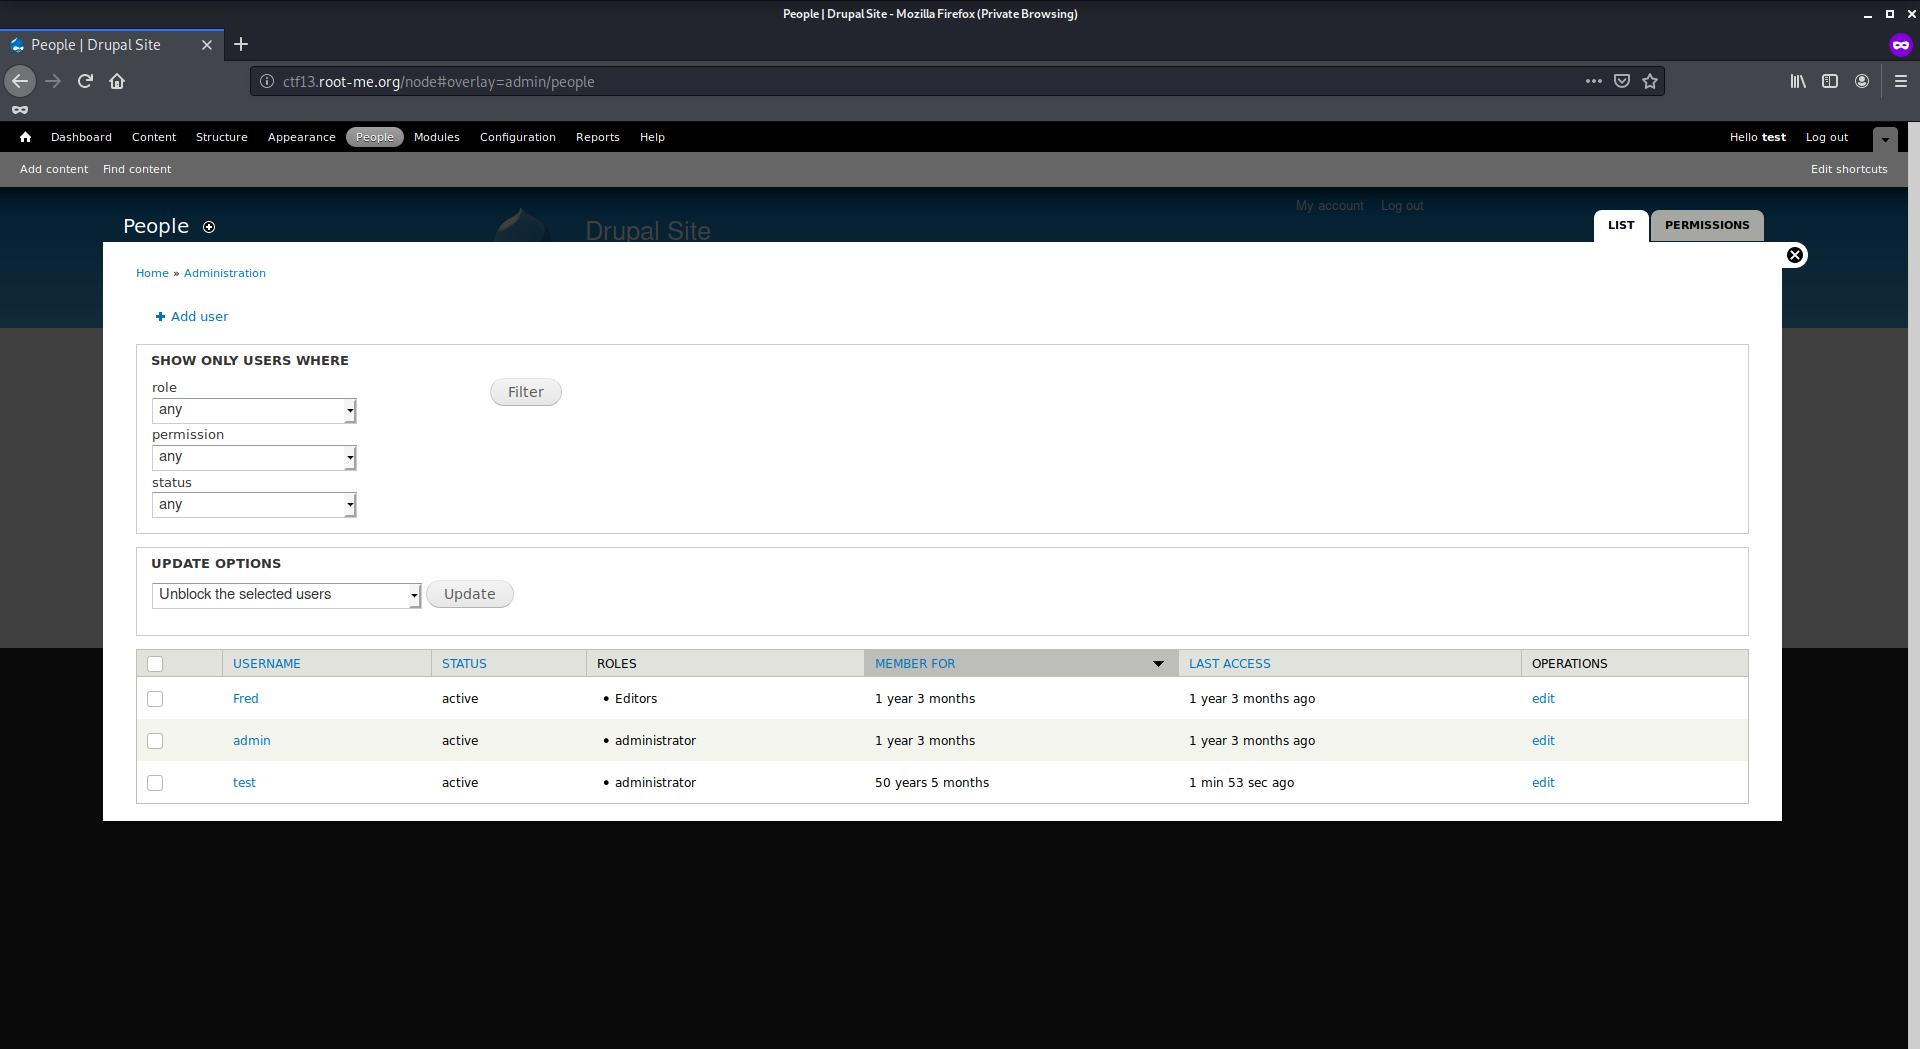 People | Drupal Site - Mozilla Firefox (Private Browsing)
People | Drupal Site
ctf13.root-me.org/node#overlay=admin/people
Dashboard Content Structure Appearance People Modules Configuration Reports Help Hello test Log out
Add content Find content Edit shortcuts
My account Log out
People Drupal Site LIST PERMISSIONS
Home » Administration
Add user
SHOW ONLY USERS WHERE
role
any Filter
permission
any
status
any
UPDATE OPTIONS
Unblock the selected users Update
USERNAME STATUS ROLES MEMBER FOR LAST ACCESS OPERATIONS
Fred active • Editors 1 year 3 months 1 year 3 months ago edit
admin active • administrator 1 year 3 months 1 year 3 months ago edit
test active • administrator 50 years 5 months 1 min 53 sec ago edit